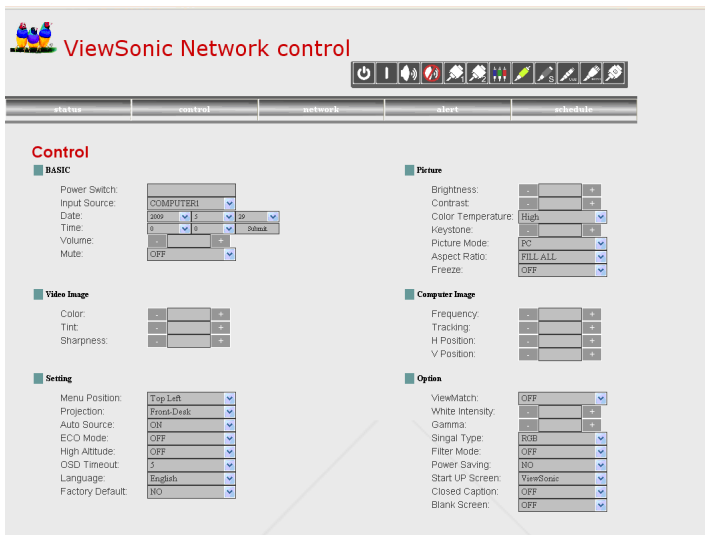 ViewSonic Network control
status control network alert schedule
Control
BASIC
Power Switch:
Input Source: COMPUTER1
Date: 2009 5 29
Time: 0 0 Submit
Volume: - +
Mute: OFF
Picture
Brightness: - +
Contrast: - +
Color Temperature: High
Keystone: - +
Picture Mode: PC
Aspect Ratio: FILL ALL
Freeze: OFF
Video Image
Color: - +
Tint: - +
Sharpness: - +
Computer Image
Frequency: - +
Tracking: - +
H Position: - +
V Position: - +
Setting
Menu Position: Top Left
Projection: Front-Desk
Auto Source: ON
ECO Mode: OFF
High Altitude: OFF
OSD Timeout: 5
Language: English
Factory Default: NO
Option
ViewMatch: OFF
White Intensity: - +
Gamma: - +
Singal Type: RGB
Filter Mode: OFF
Power Saving: NO
Start UP Screen: ViewSonic
Closed Caption: OFF
Blank Screen: OFF